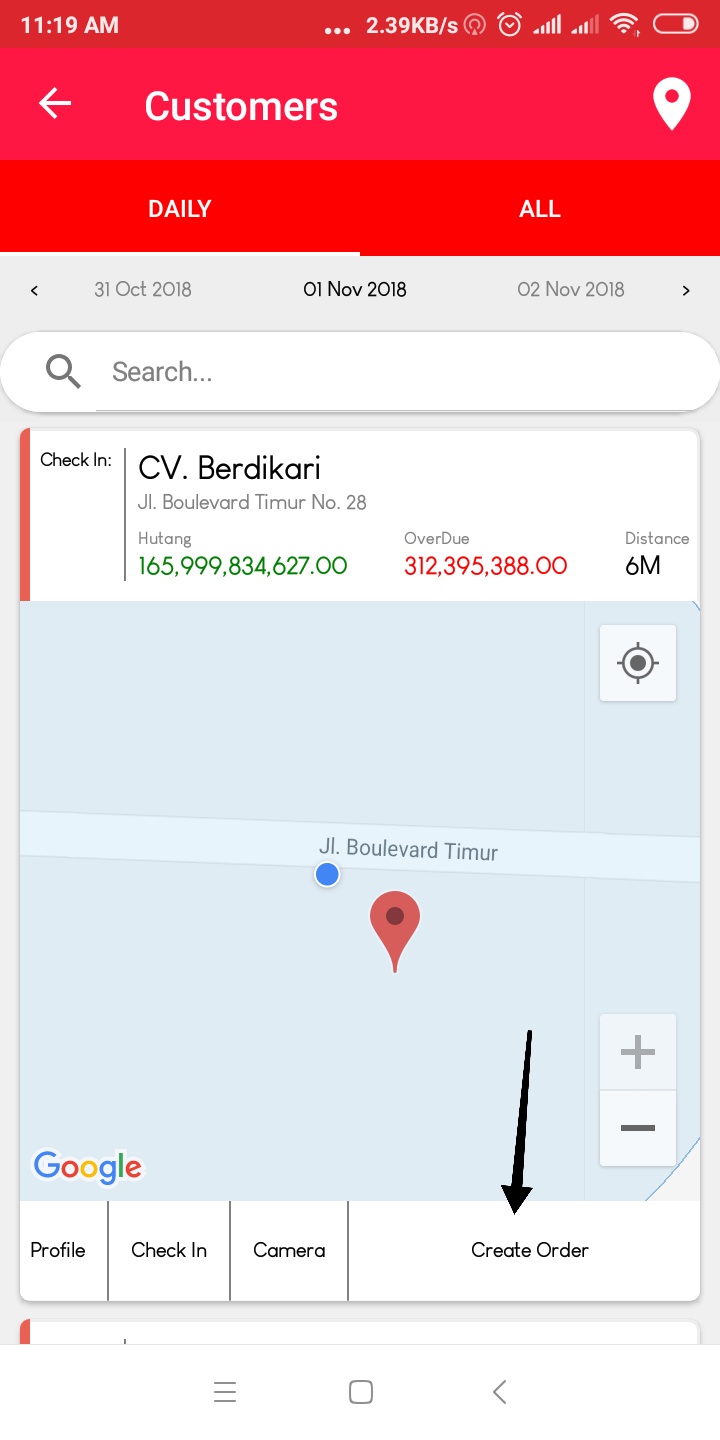 11:19 AM ... 2.39KB/s
Customers
DAILY ALL
< 31 Oct 2018 01 Nov 2018 02 Nov 2018 >
Search...
Check In: CV. Berdikari
Jl. Boulevard Timur No. 28
Hutang OverDue Distance
165,999,834,627.00 312,395,388.00 6M
Jl. Boulevard Timur
+
−
Google
Profile Check In Camera Create Order